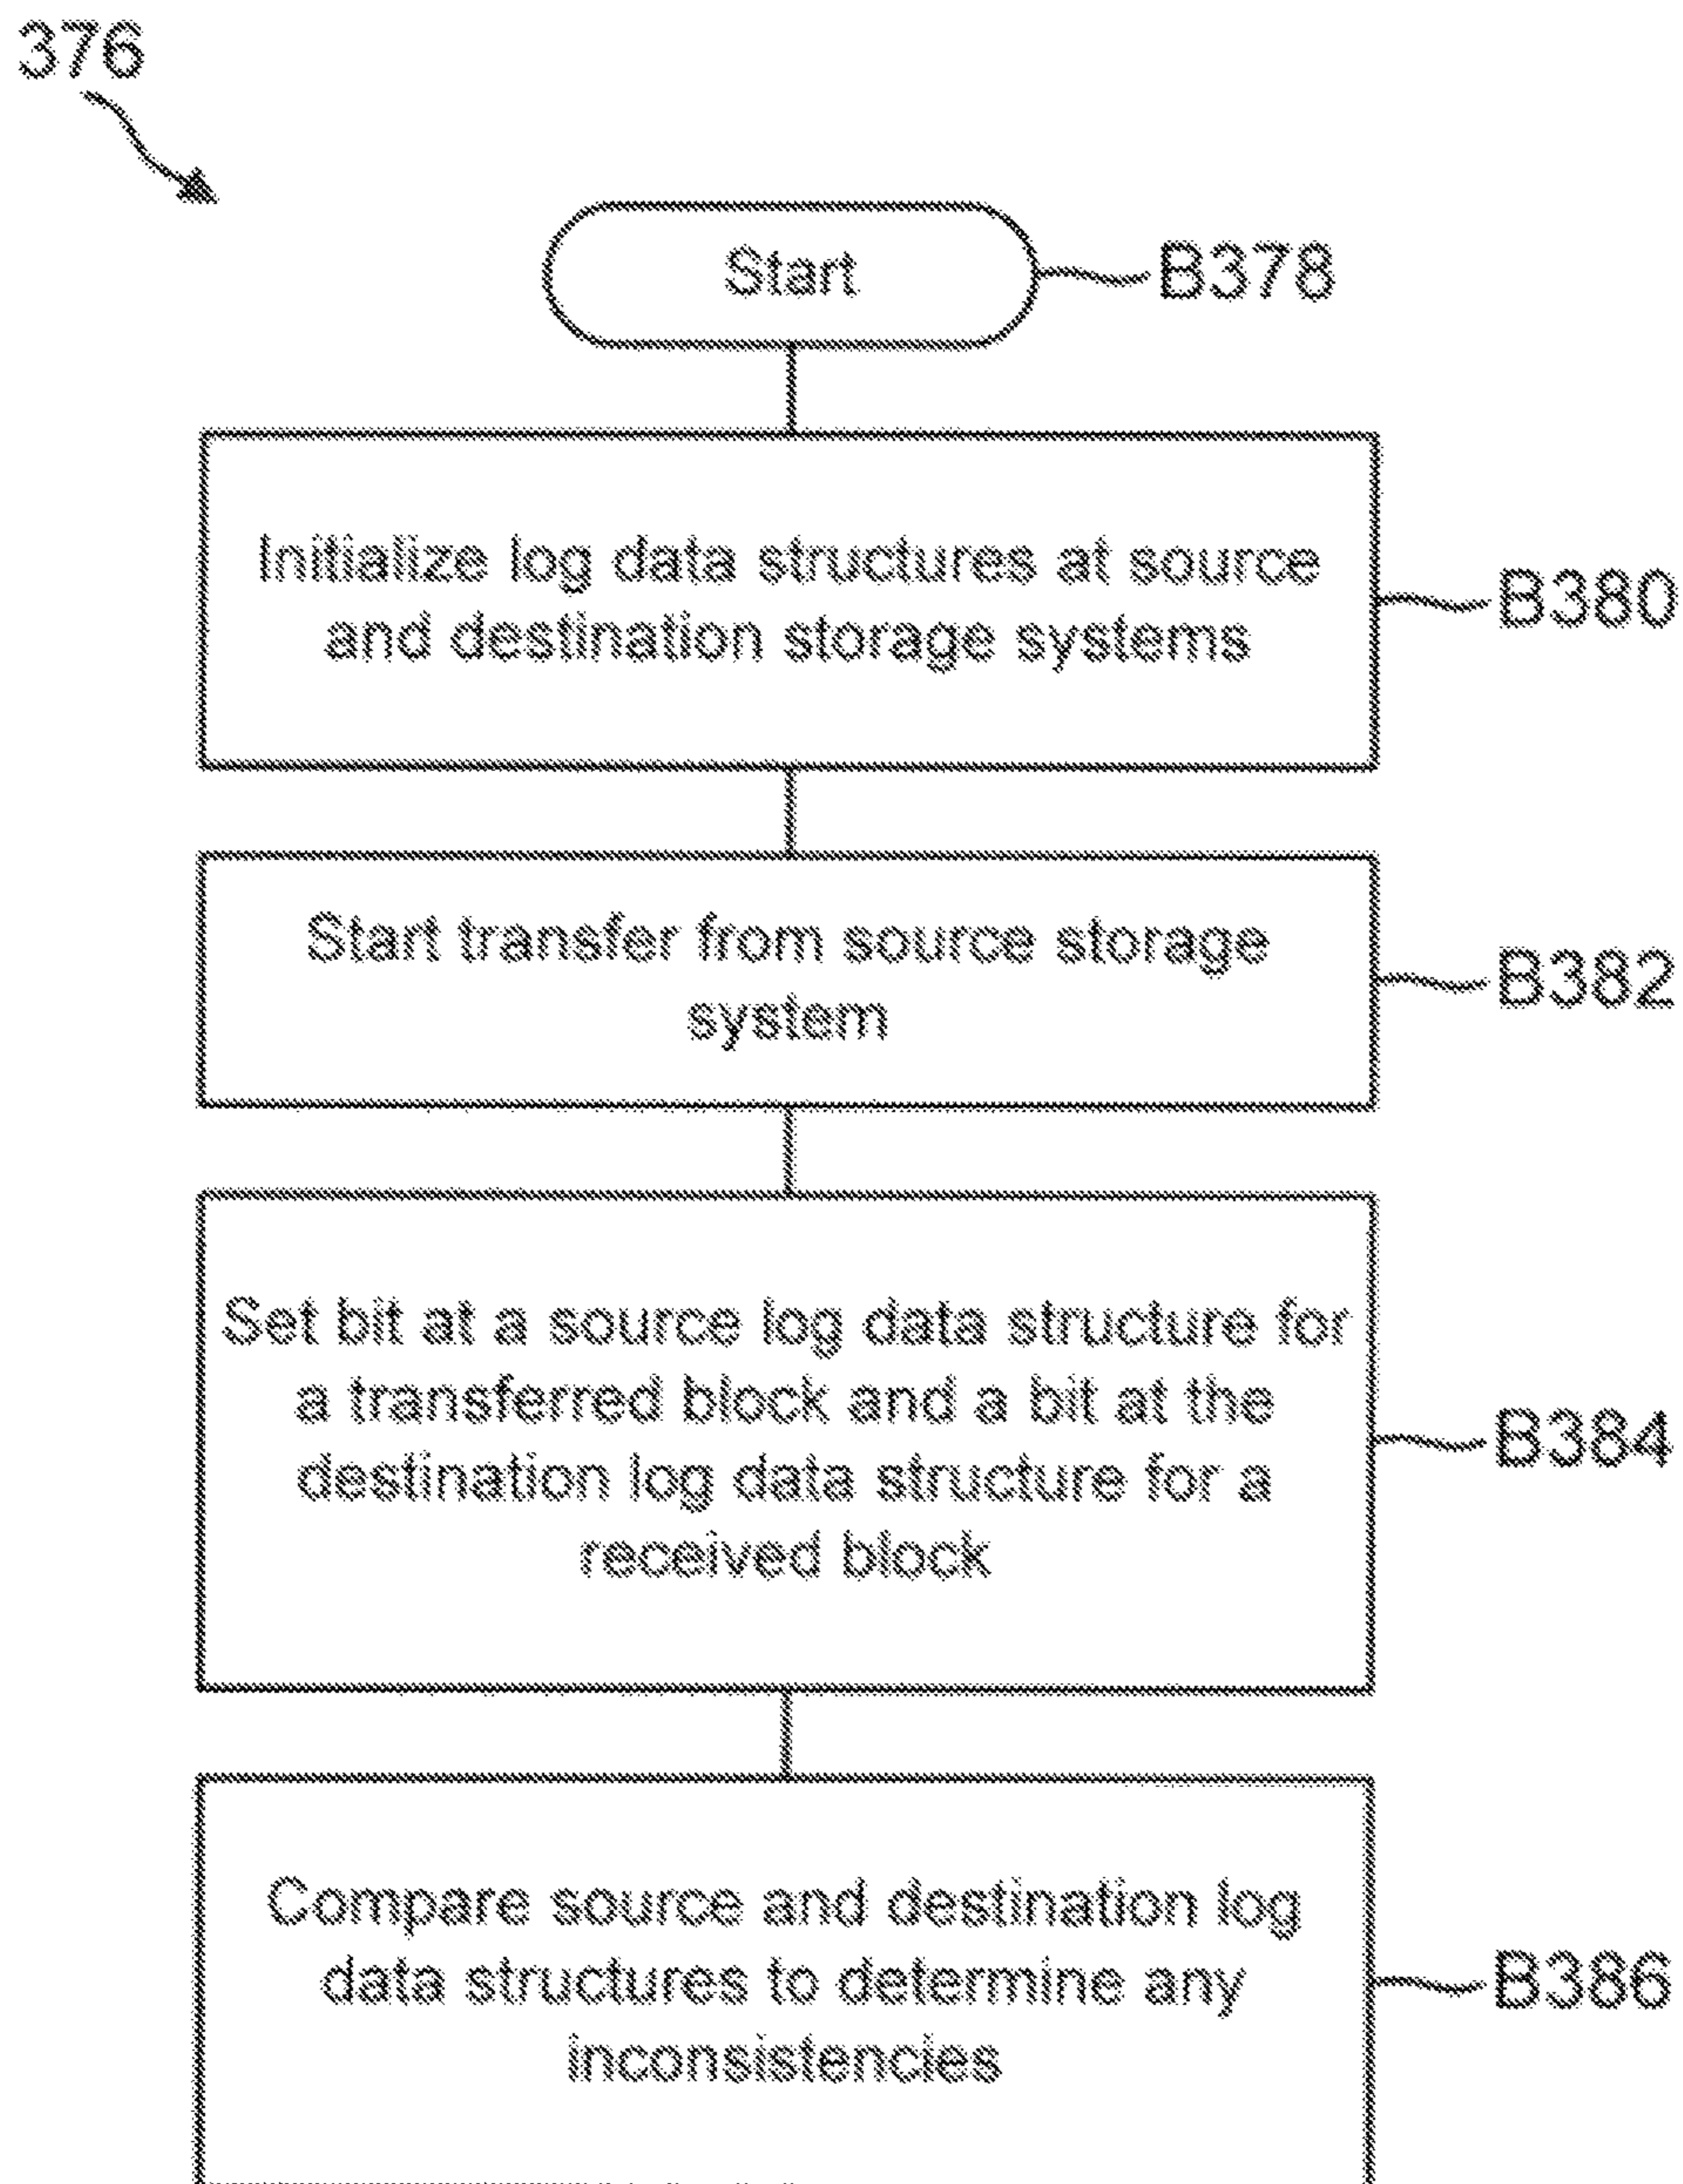 376
Start
B378
Initialize log data structures at source
and destination storage systems
B380
Start transfer from source storage
system
B382
Set bit at a source log data structure for
a transferred block and a bit at the
destination log data structure for a
received block
B384
Compare source and destination log
data structures to determine any
inconsistencies
B386